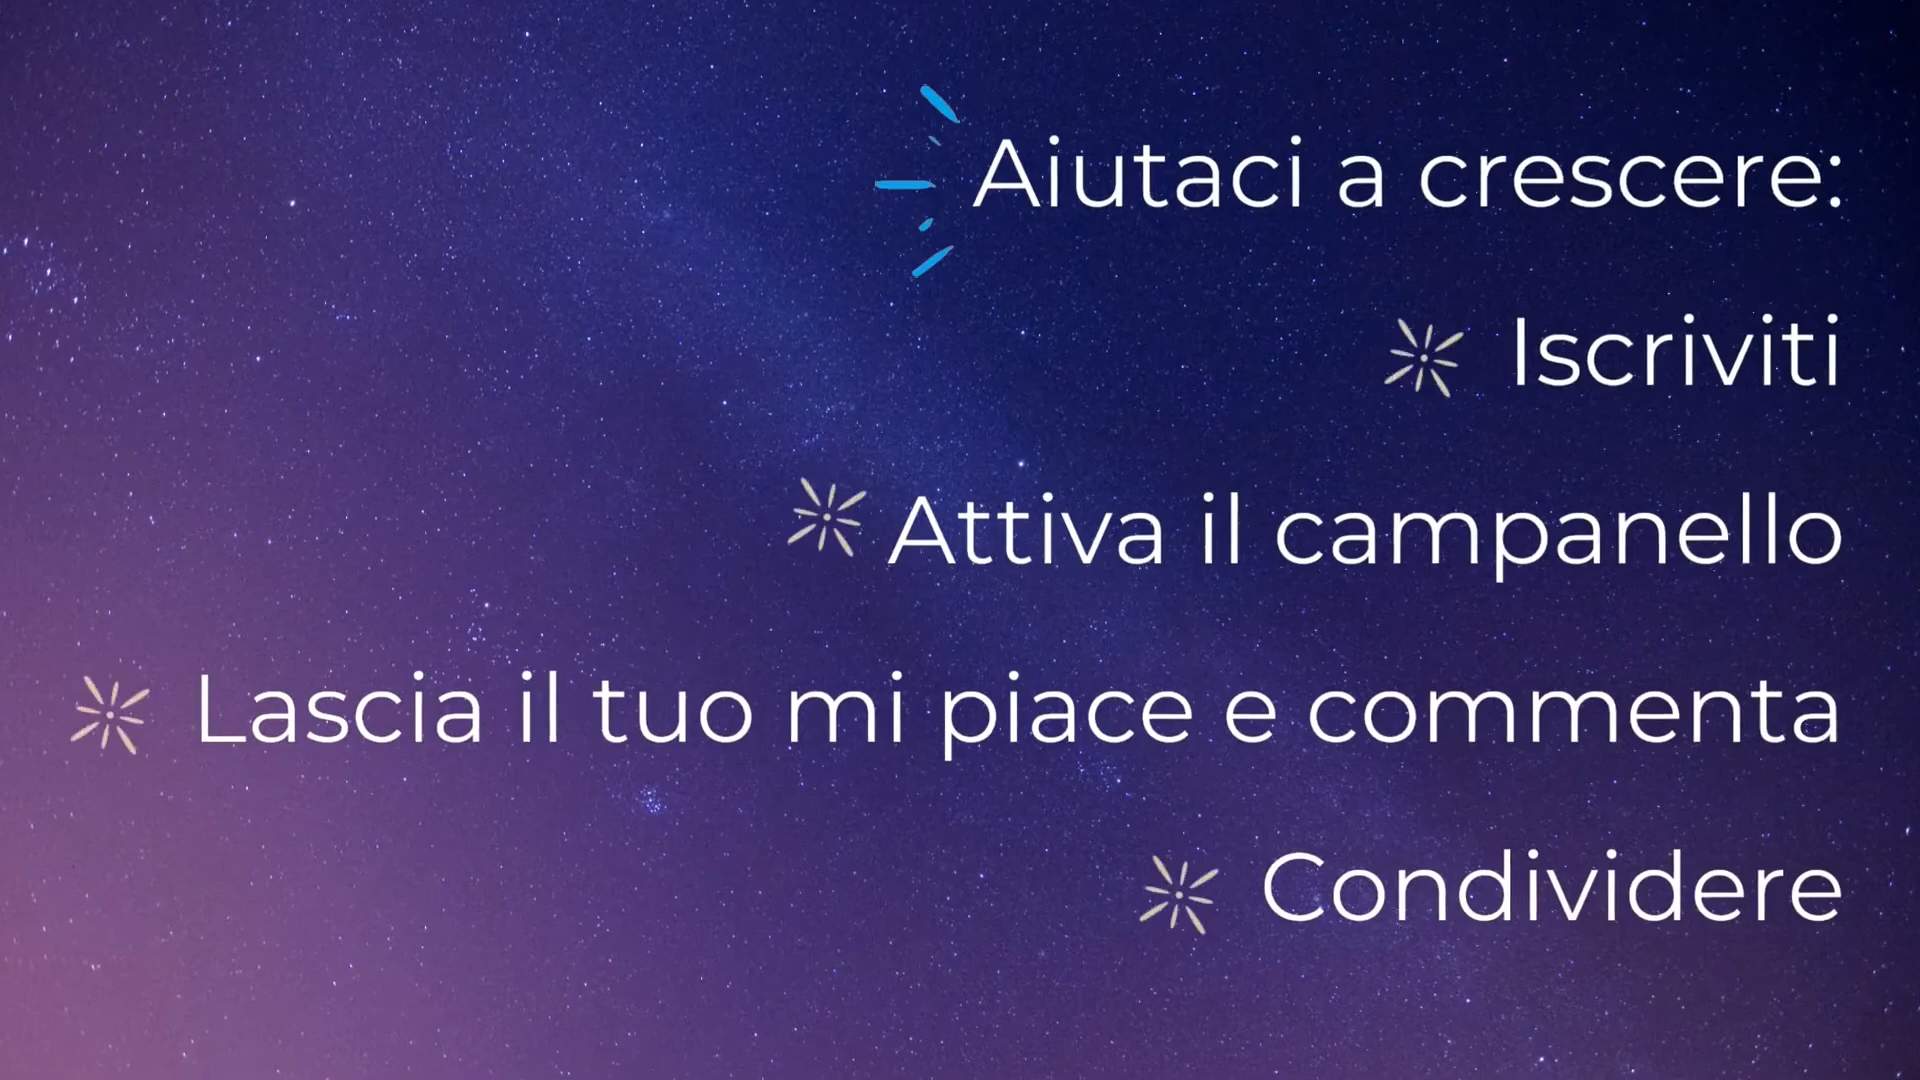 Aiutaci a crescere:
Iscriviti
Attiva il campanello
Lascia il tuo mi piace e commenta
Condividere